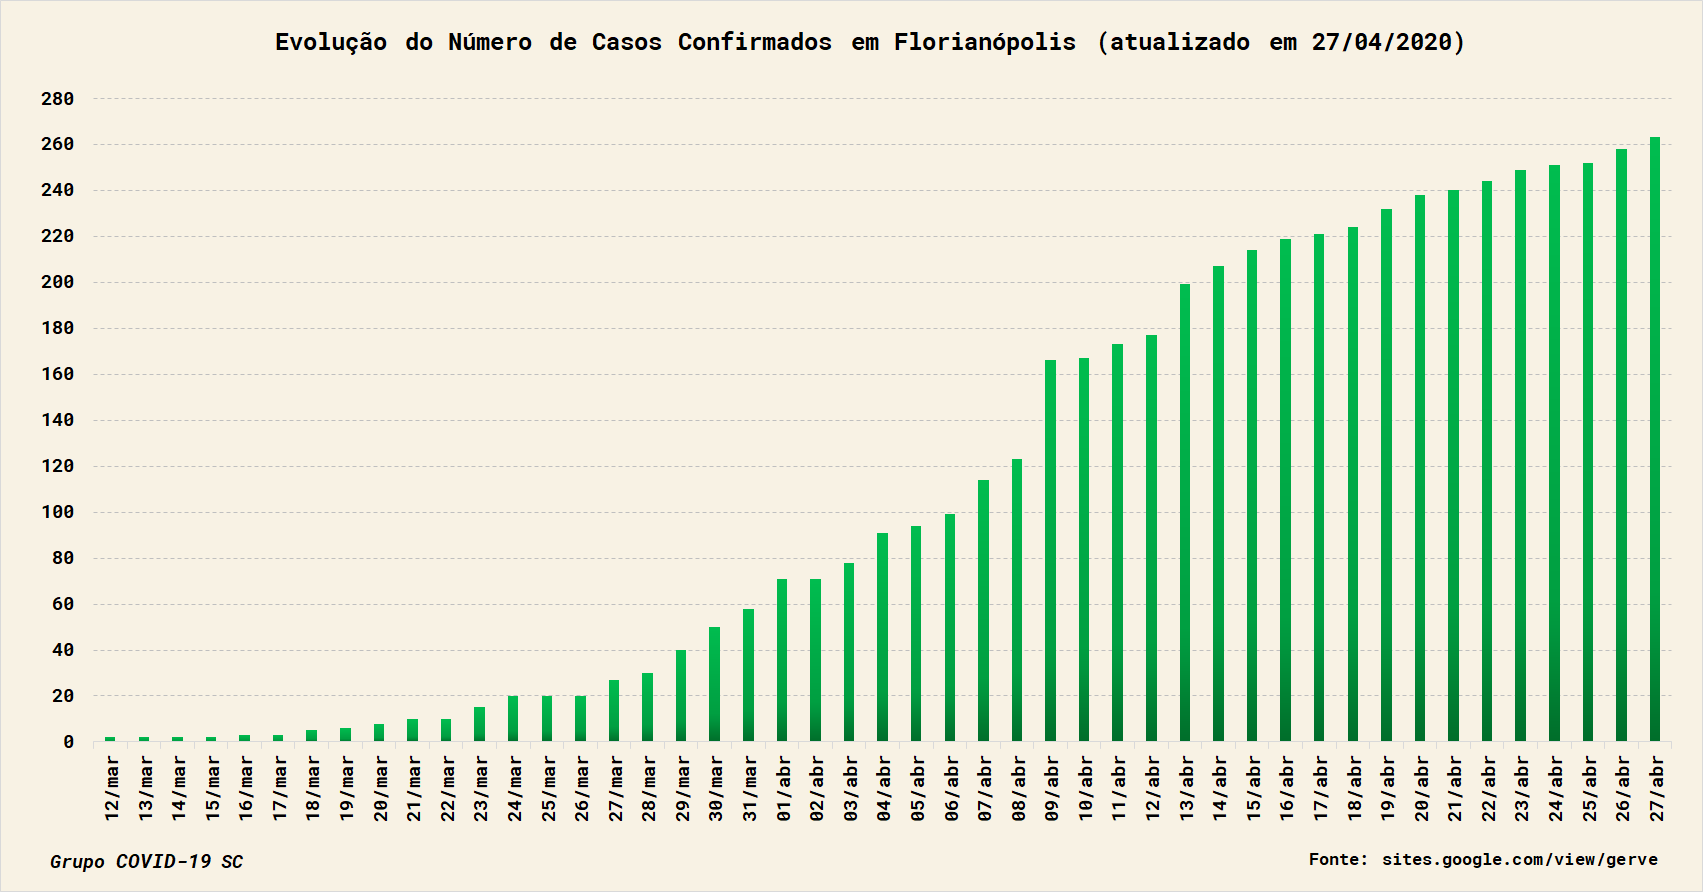 Evolução do Número de Casos Confirmados em Florianópolis (atualizado em 27/04/2020)
280
260
240
220
200
180
160
140
120
100
80
60
40
20
0
12/mar
13/mar
14/mar
15/mar
16/mar
17/mar
18/mar
19/mar
20/mar
21/mar
22/mar
23/mar
24/mar
25/mar
26/mar
27/mar
28/mar
29/mar
30/mar
31/mar
01/abr
02/abr
03/abr
04/abr
05/abr
06/abr
07/abr
08/abr
09/abr
10/abr
11/abr
12/abr
13/abr
14/abr
15/abr
16/abr
17/abr
18/abr
19/abr
20/abr
21/abr
22/abr
23/abr
24/abr
25/abr
26/abr
27/abr
Grupo COVID-19 SC
Fonte: sites.google.com/view/gerve